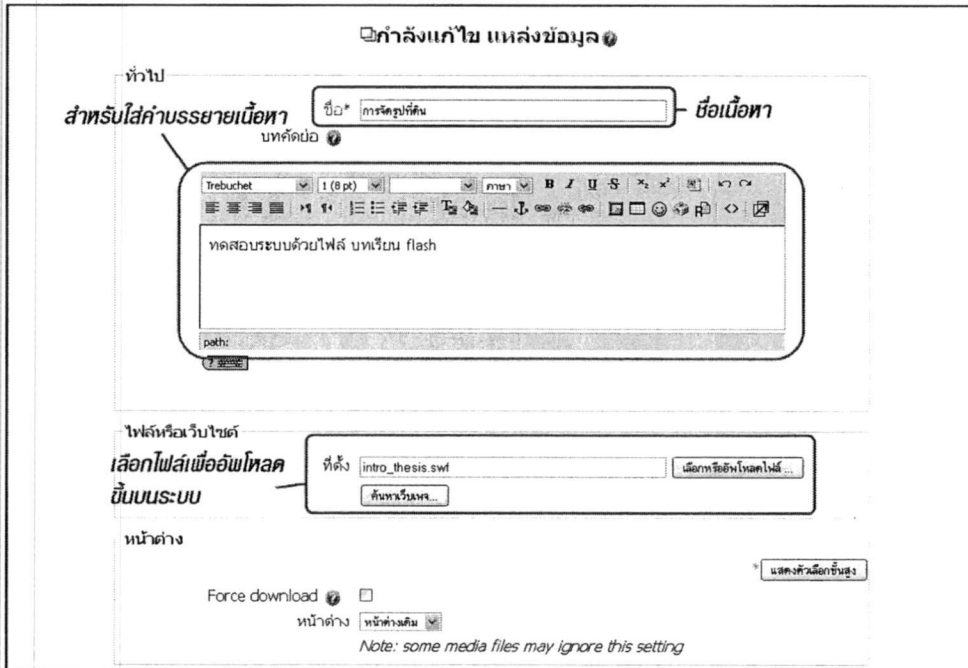 กำลังแก้ไข แหล่งข้อมูล
ทั่วไป
ชื่อ* การจัดรูปที่ดิน
ชื่อเนื้อหา
สำหรับใส่คำบรรยายเนื้อหา
บทคัดย่อ
Trebuchet 1 (8 pt) ภาษา B I U S x₂ x²
ทดสอบระบบด้วยไฟล์ บทเรียน flash
path:
ไฟล์หรือเว็บไซต์
เลือกไฟล์เพื่ออัพโหลด
ขึ้นบนระบบ
ที่ตั้ง intro_thesis.swf เลือกหรืออัพโหลดไฟล์ ...
ค้นหาเว็บเพจ...
หน้าต่าง
* แสดงตัวเลือกขั้นสูง
Force download
หน้าต่าง หน้าต่างเดิม
Note: some media files may ignore this setting